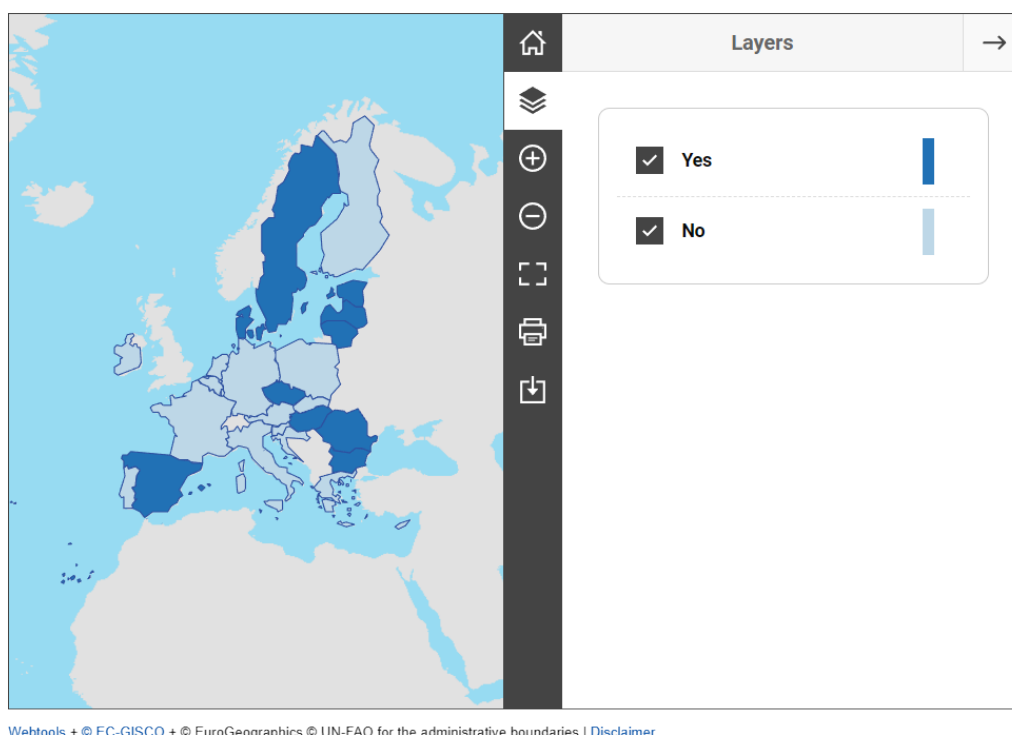 Layers
Yes
No
Webtools + © EC-GISCO + © EuroGeographics © UN-FAO for the administrative boundaries | Disclaimer